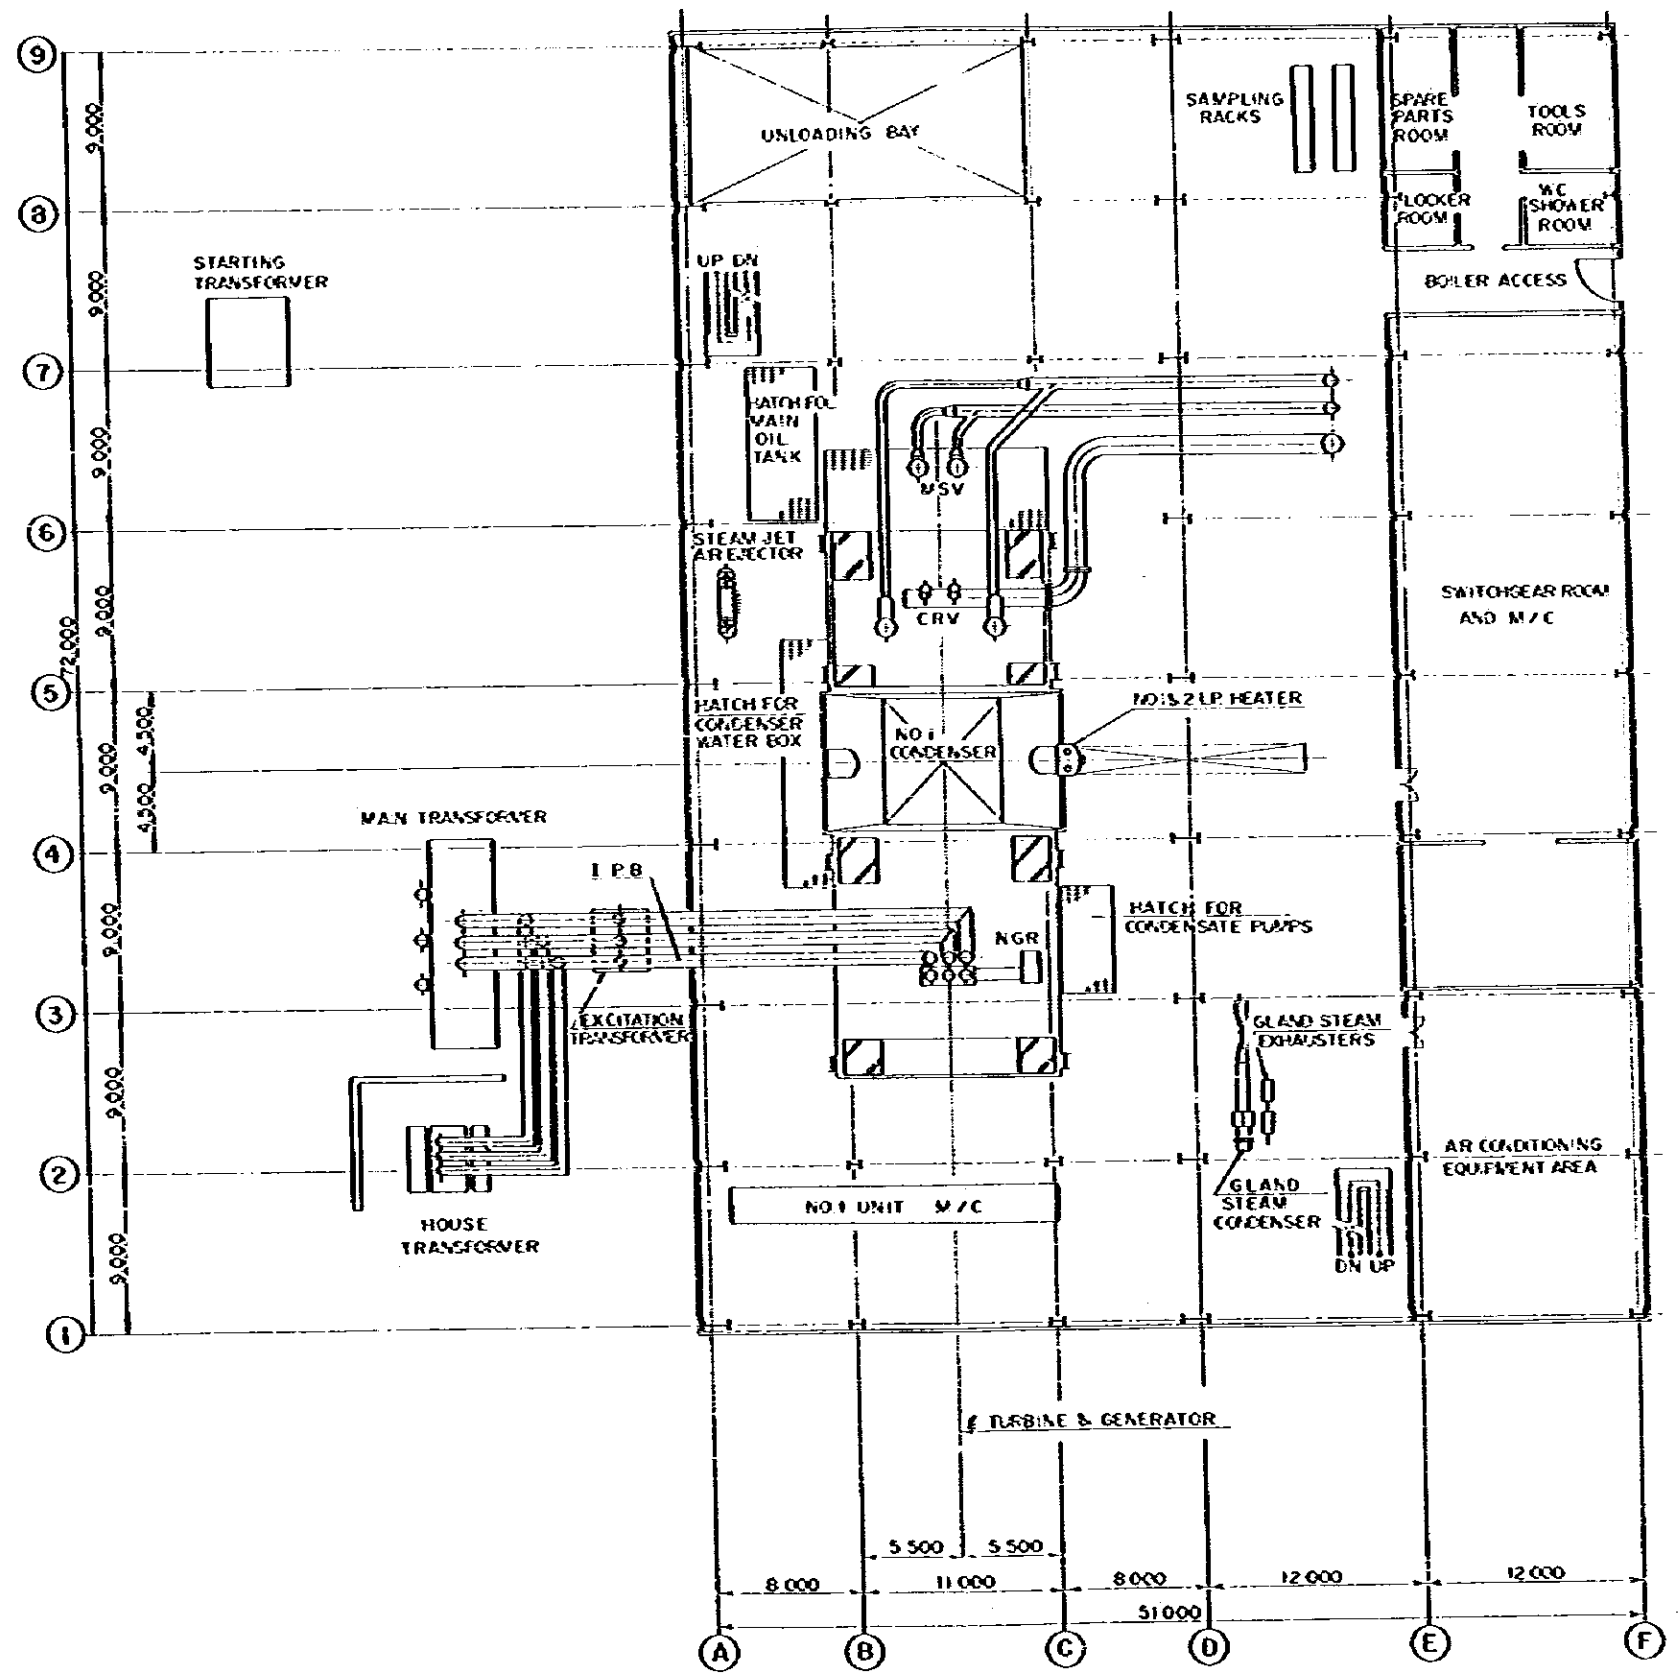 9
8
7
6
5
4
3
2
1
9,000
9,000
9,000
9,000
9,000
9,000
9,000
9,000
72,000
4,500
4,500
UNLOADING BAY
SAMPLING
RACKS
SPARE
PARTS
ROOM
TOOLS
ROOM
LOCKER
ROOM
WC
SHOWER
ROOM
BOILER ACCESS
STARTING
TRANSFORMER
UP DN
HATCH FOR
MAIN
OIL
TANK
MSV
STEAM JET
AIR EJECTOR
CRV
SWITCHGEAR ROOM
AND M/C
HATCH FOR
CONDENSER
WATER BOX
NO.1
CONDENSER
NO.1&2 L.P. HEATER
MAIN TRANSFORMER
I P B
HATCH FOR
CONDENSATE PUMPS
NGR
EXCITATION
TRANSFORMER
GLAND STEAM
EXHAUSTERS
AIR CONDITIONING
EQUIPMENT AREA
NO.1 UNIT M/C
GLAND
STEAM
CONDENSER
DN UP
HOUSE
TRANSFORMER
℄ TURBINE & GENERATOR
5 500
5 500
8 000
11 000
8 000
12 000
12 000
51 000
A
B
C
D
E
F